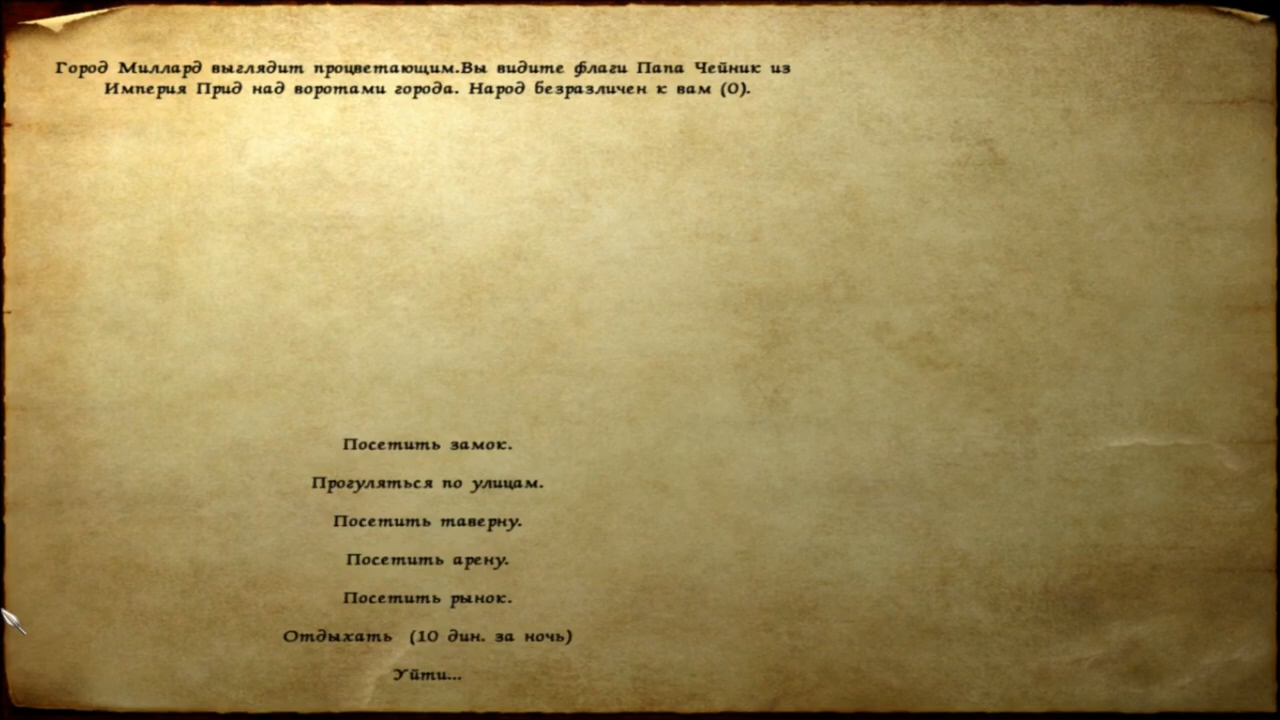 Город Миллард выглядит процветающим.Вы видите флаги Папа Чейник из
Империя Прид над воротами города. Народ безразличен к вам (0).
Посетить замок.
Прогуляться по улицам.
Посетить таверну.
Посетить арену.
Посетить рынок.
Отдыхать (10 дин. за ночь)
Уйти...